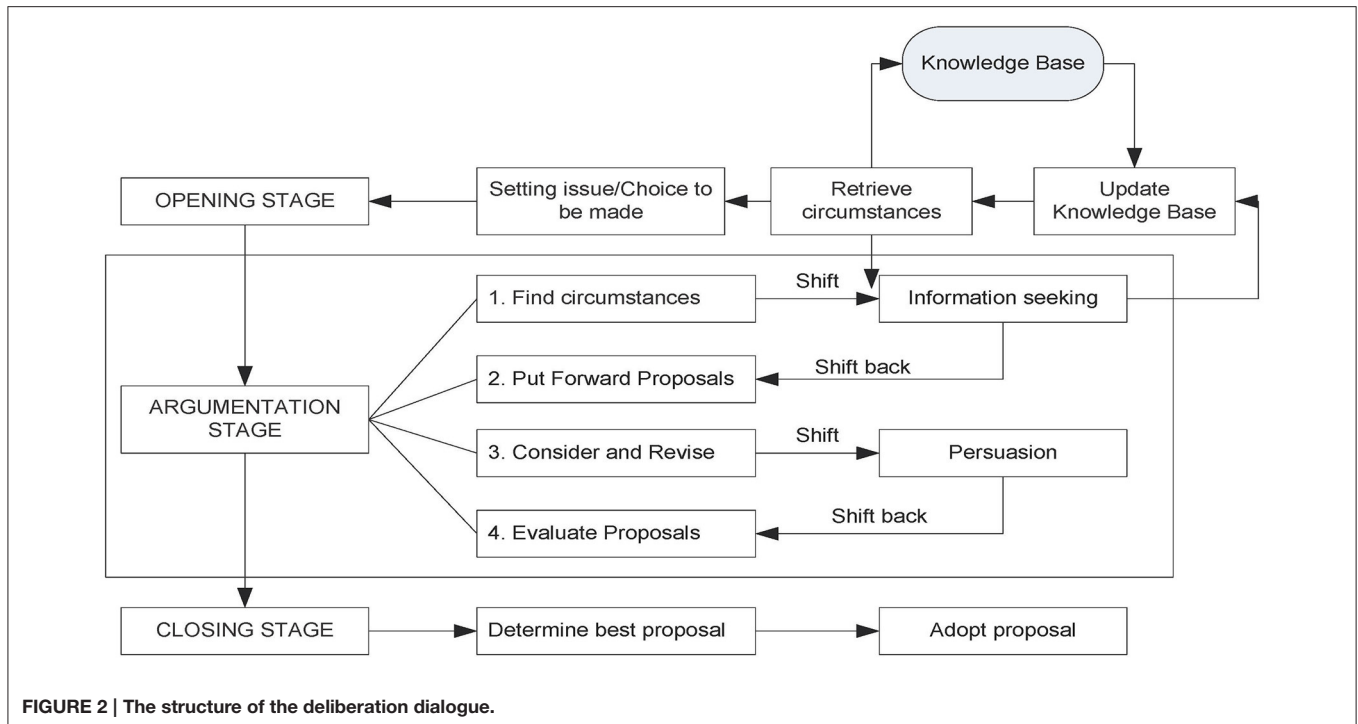 Knowledge Base
OPENING STAGE
Setting issue/Choice to
be made
Retrieve
circumstances
Update
Knowledge Base
1. Find circumstances
Shift
Information seeking
2. Put Forward Proposals
Shift back
ARGUMENTATION
STAGE
3. Consider and Revise
Shift
Persuasion
4. Evaluate Proposals
Shift back
CLOSING STAGE
Determine best proposal
Adopt proposal
FIGURE 2 | The structure of the deliberation dialogue.